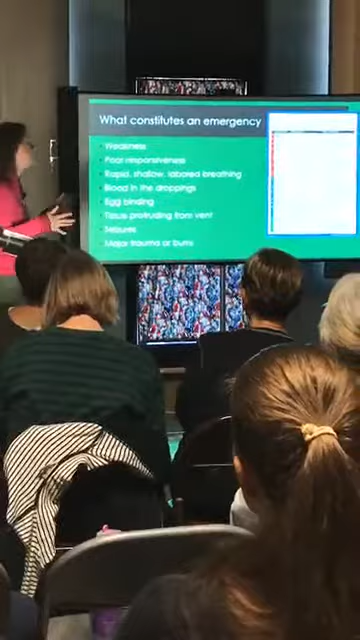 What constitutes an emergency
Weakness
Poor responsiveness
Rapid, shallow, labored breathing
Blood in the droppings
Egg binding
Tissue protruding from vent
Seizures
Major trauma or burns